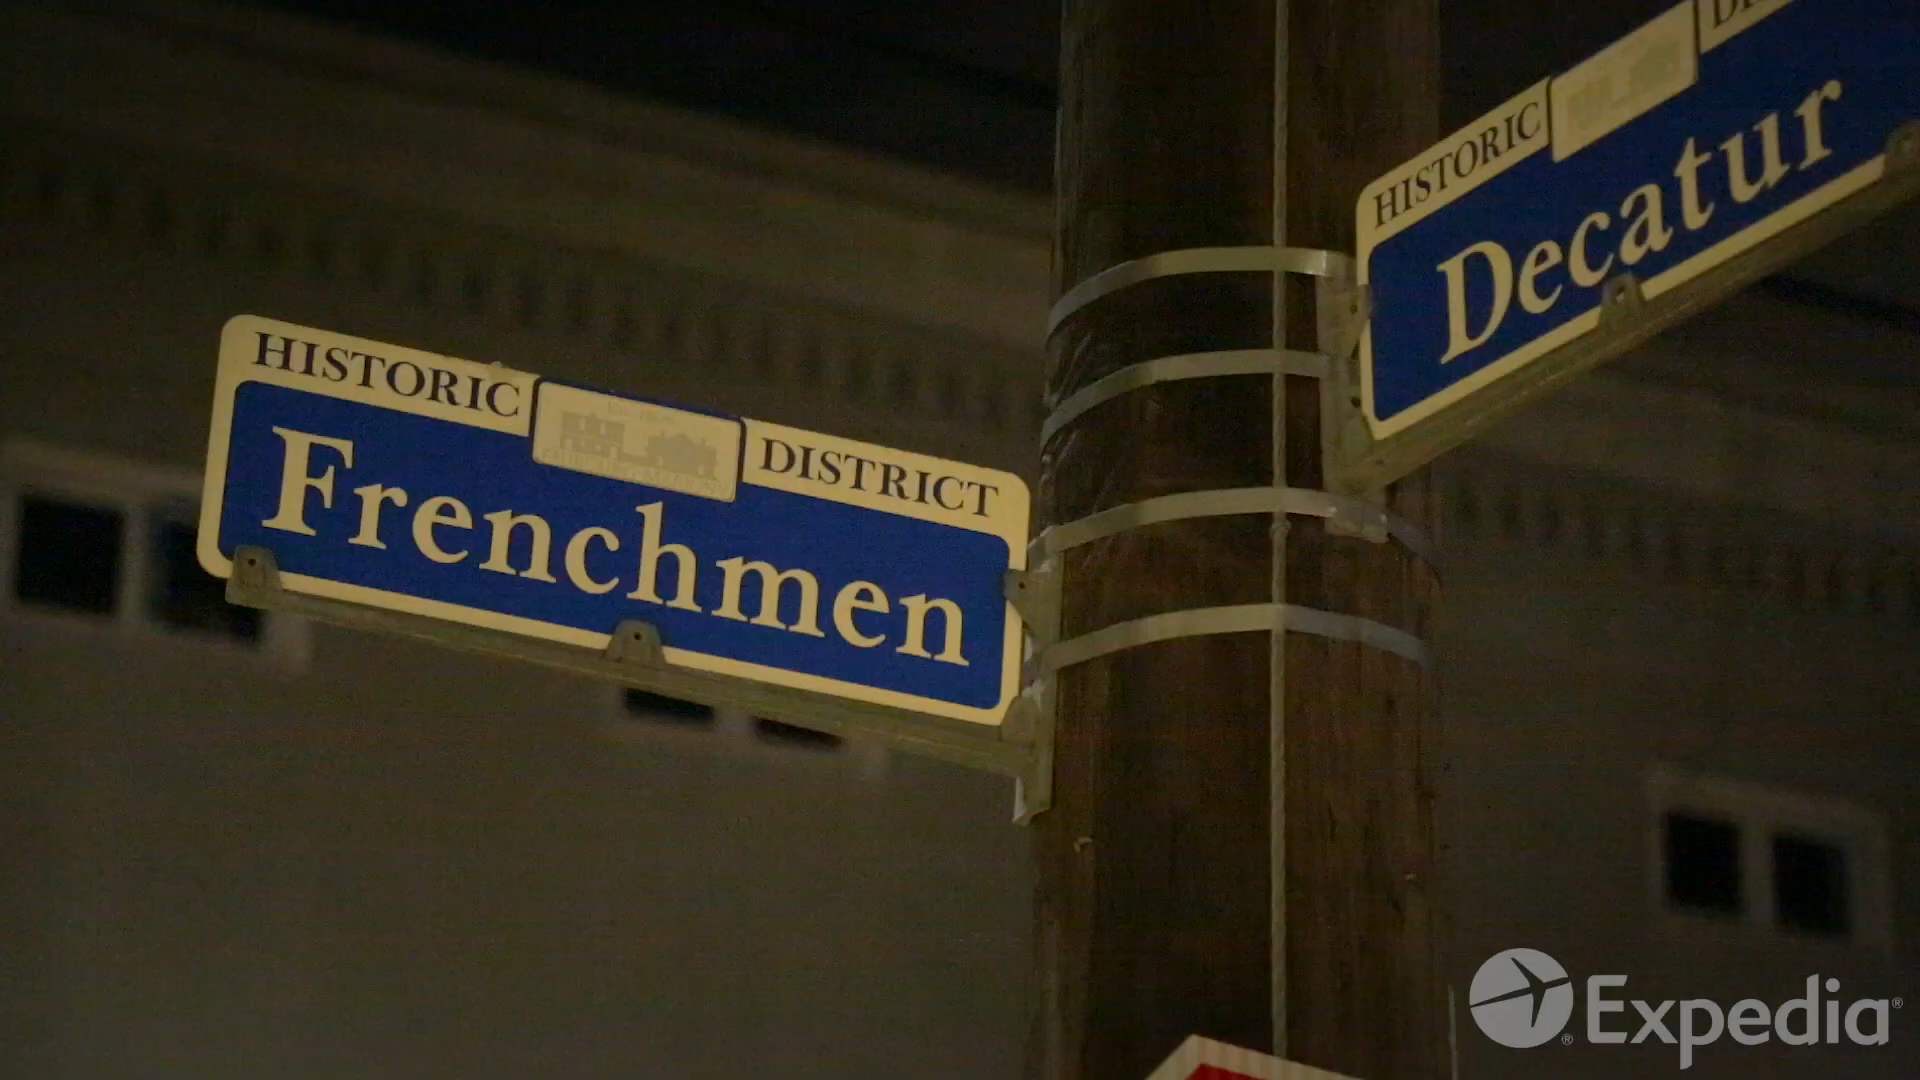 HISTORIC DISTRICT
Frenchmen
HISTORIC
Decatur
Expedia®